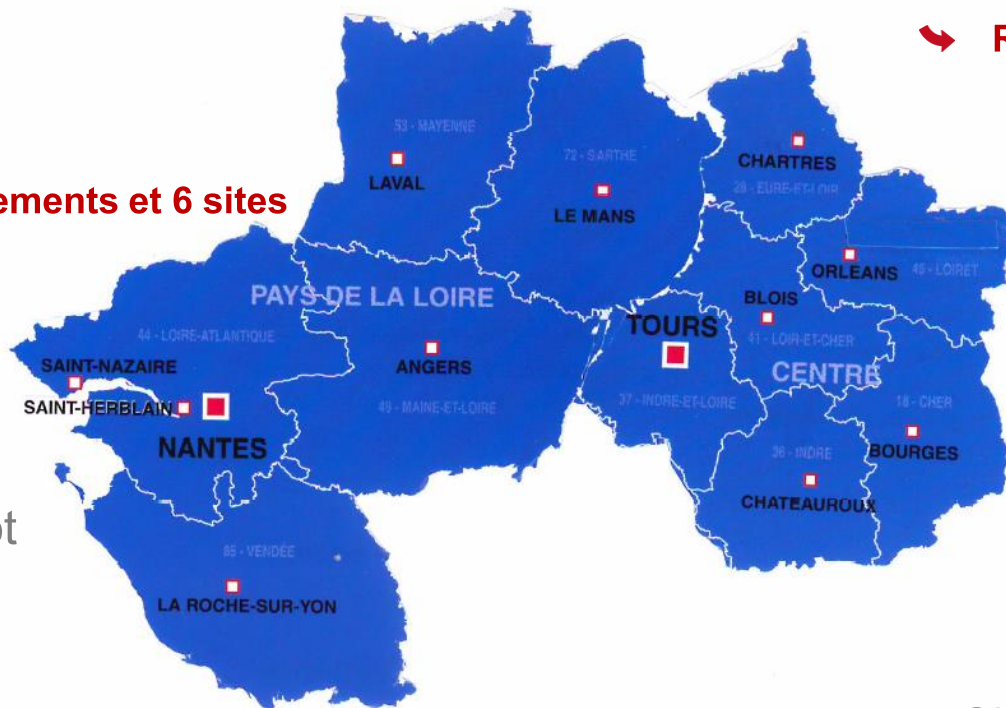 R
53 - MAYENNE
LAVAL
72 - SARTHE
LE MANS
CHARTRES
28 - EURE-ET-LOIR
ements et 6 sites
ORLEANS
45 - LOIRET
PAYS DE LA LOIRE
BLOIS
44 - LOIRE-ATLANTIQUE
TOURS
41 - LOIR-ET-CHER
SAINT-NAZAIRE
ANGERS
CENTRE
SAINT-HERBLAIN
49 - MAINE-ET-LOIRE
37 - INDRE-ET-LOIRE
18 - CHER
NANTES
36 - INDRE
BOURGES
CHATEAUROUX
ot
85 - VENDÉE
LA ROCHE-SUR-YON